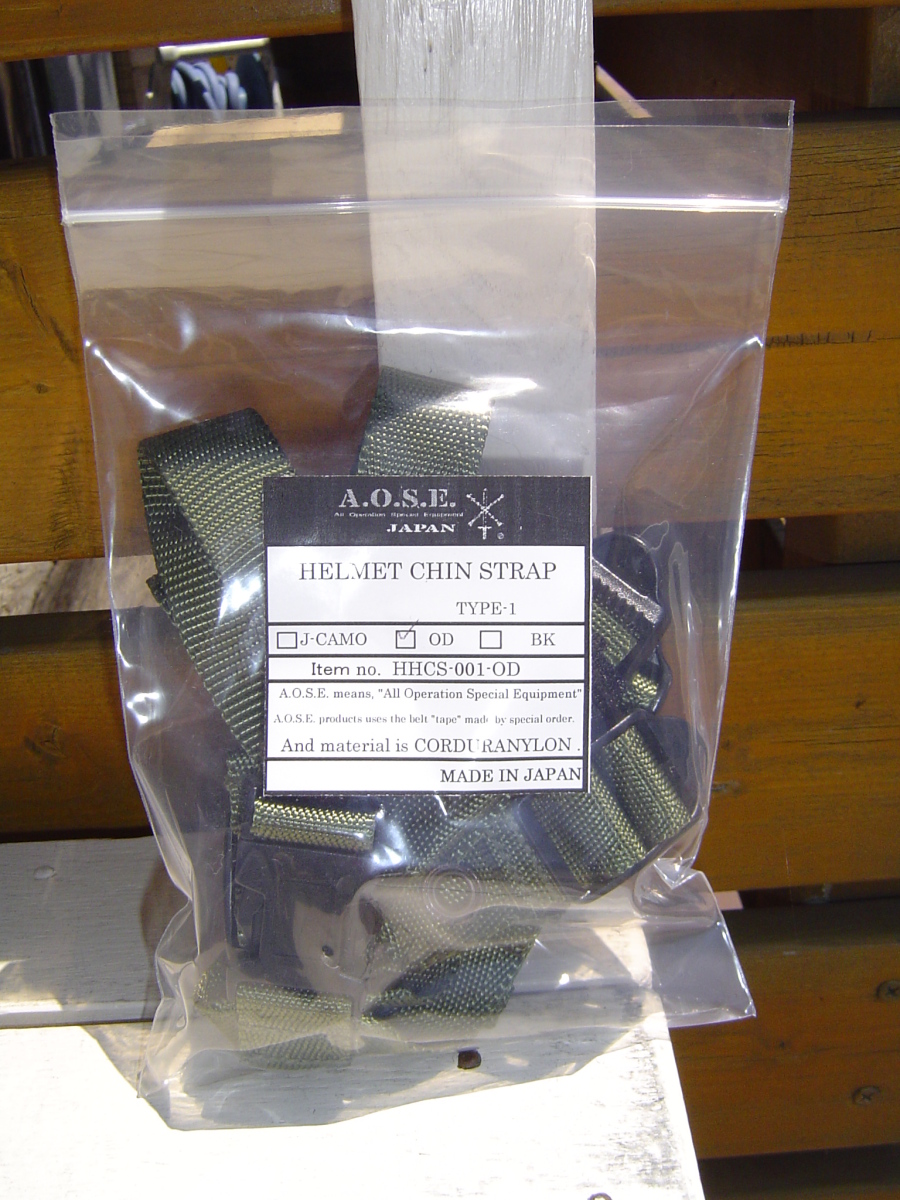 A.O.S.E.
All Operation Special Equipment
JAPAN
HELMET CHIN STRAP
TYPE-1
☐ J-CAMO ☑ OD ☐ BK
Item no. HHCS-001-OD
A.O.S.E. means, "All Operation Special Equipment"
A.O.S.E. products uses the belt "tape" made by special order.
And material is CORDURANYLON .
MADE IN JAPAN